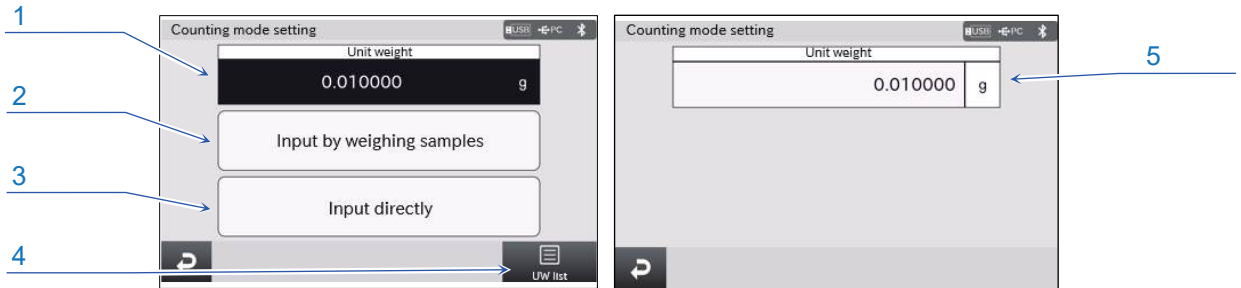 1
Counting mode setting
USB PC
Unit weight
0.010000 g
2
Input by weighing samples
3
Input directly
4
UW list
Counting mode setting
USB PC
Unit weight
0.010000 g
5